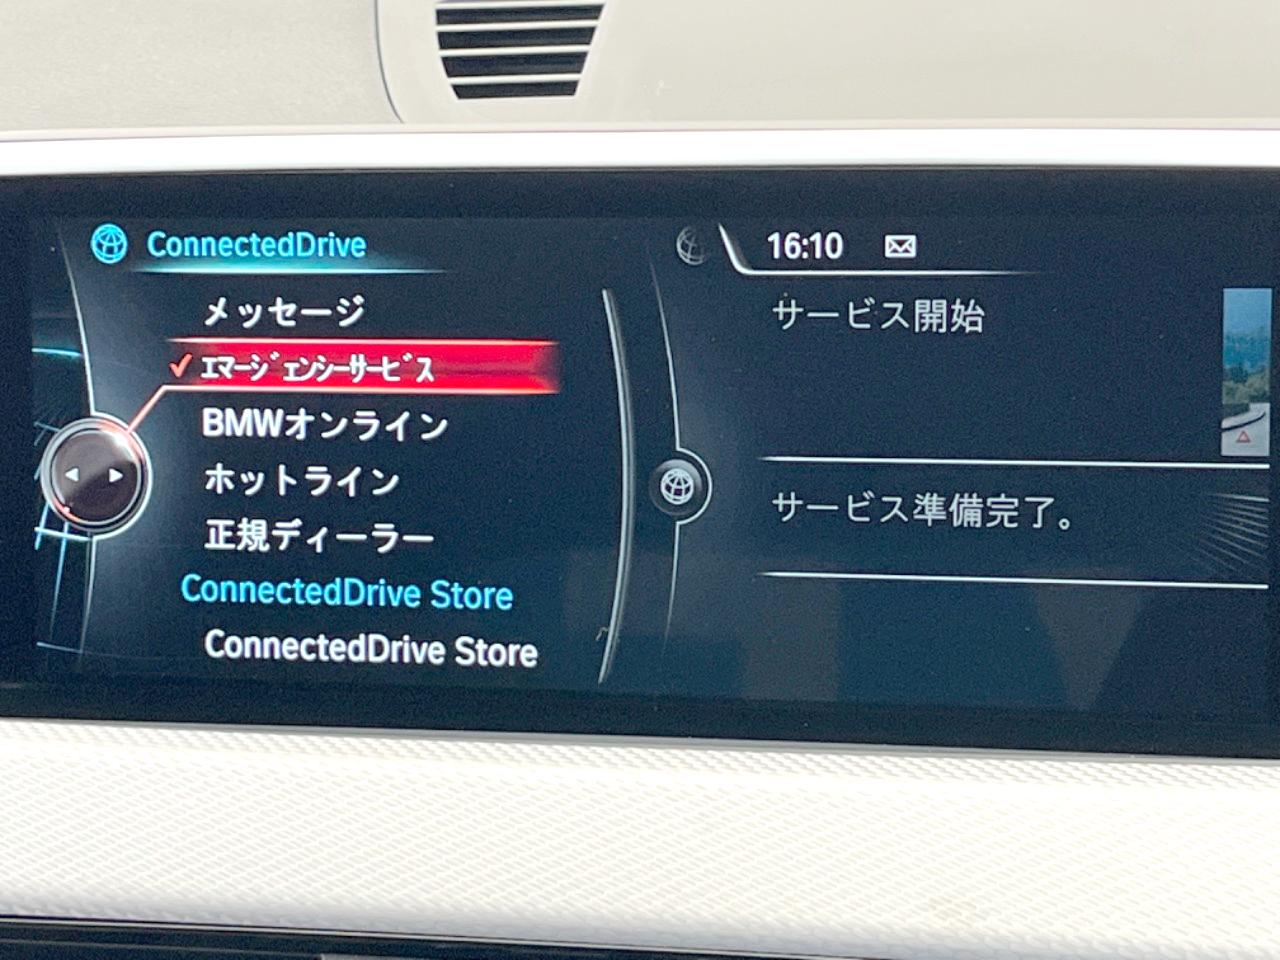 ConnectedDrive
メッセージ
ｴﾏｰｼﾞｪﾝｼｰｻｰﾋﾞｽ
BMWオンライン
ホットライン
正規ディーラー
ConnectedDrive Store
ConnectedDrive Store
16:10
サービス開始
サービス準備完了。